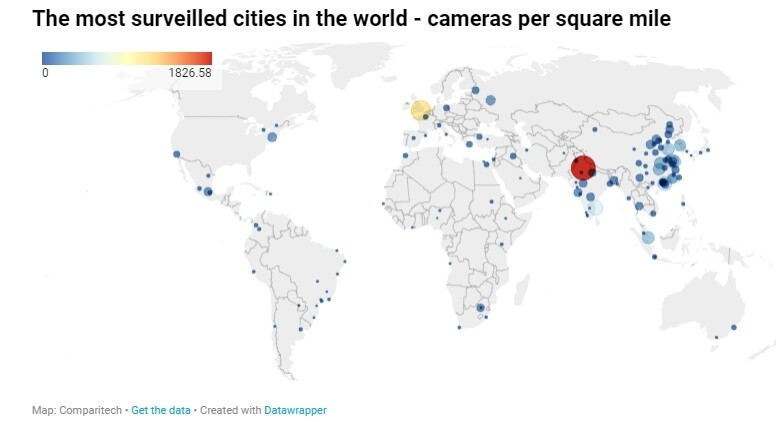 The most surveilled cities in the world - cameras per square mile
0 1826.58
Map: Comparitech • Get the data • Created with Datawrapper